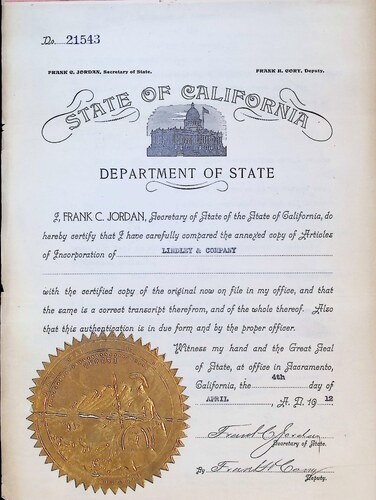 No. 21543
FRANK C. JORDAN, Secretary of State. FRANK H. CORY, Deputy.
STATE OF CALIFORNIA
DEPARTMENT OF STATE
I, FRANK C. JORDAN, Secretary of State of the State of California, do
hereby certify that I have carefully compared the annexed copy of Articles
of Incorporation of LINDLEY & COMPANY
with the certified copy of the original now on file in my office, and that
the same is a correct transcript therefrom, and of the whole thereof. Also
that this authentication is in due form and by the proper officer.
Witness my hand and the Great Seal
of State, at office in Sacramento,
California, the 4th day of
APRIL, A. D. 1912
Frank C. Jordan
Secretary of State.
By Frank H. Cory
Deputy.